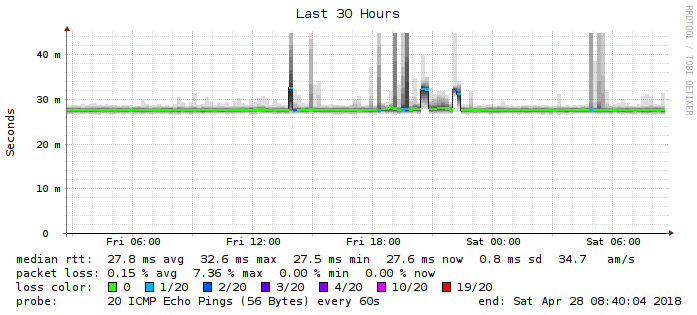 Last 30 Hours
RRDTOOL / TOBI OETIKER
Seconds
40 m
30 m
20 m
10 m
0
Fri 06:00 Fri 12:00 Fri 18:00 Sat 00:00 Sat 06:00
median rtt: 27.8 ms avg 32.6 ms max 27.5 ms min 27.6 ms now 0.8 ms sd 34.7 am/s
packet loss: 0.15 % avg 7.36 % max 0.00 % min 0.00 % now
loss color: 0 1/20 2/20 3/20 4/20 10/20 19/20
probe: 20 ICMP Echo Pings (56 Bytes) every 60s end: Sat Apr 28 08:40:04 2018